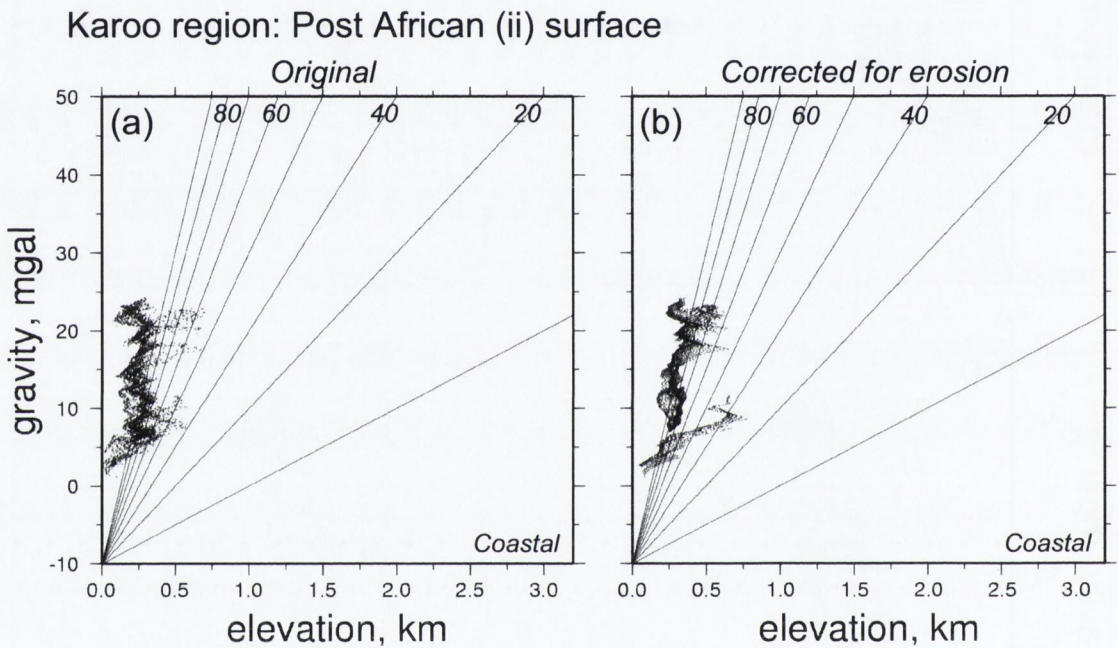 Karoo region: Post African (ii) surface
Original
Corrected for erosion
(a)
80 60 40 20
(b)
80 60 40 20
50
40
30
20
10
0
-10
gravity, mgal
Coastal
Coastal
0.0 0.5 1.0 1.5 2.0 2.5 3.0
0.0 0.5 1.0 1.5 2.0 2.5 3.0
elevation, km
elevation, km